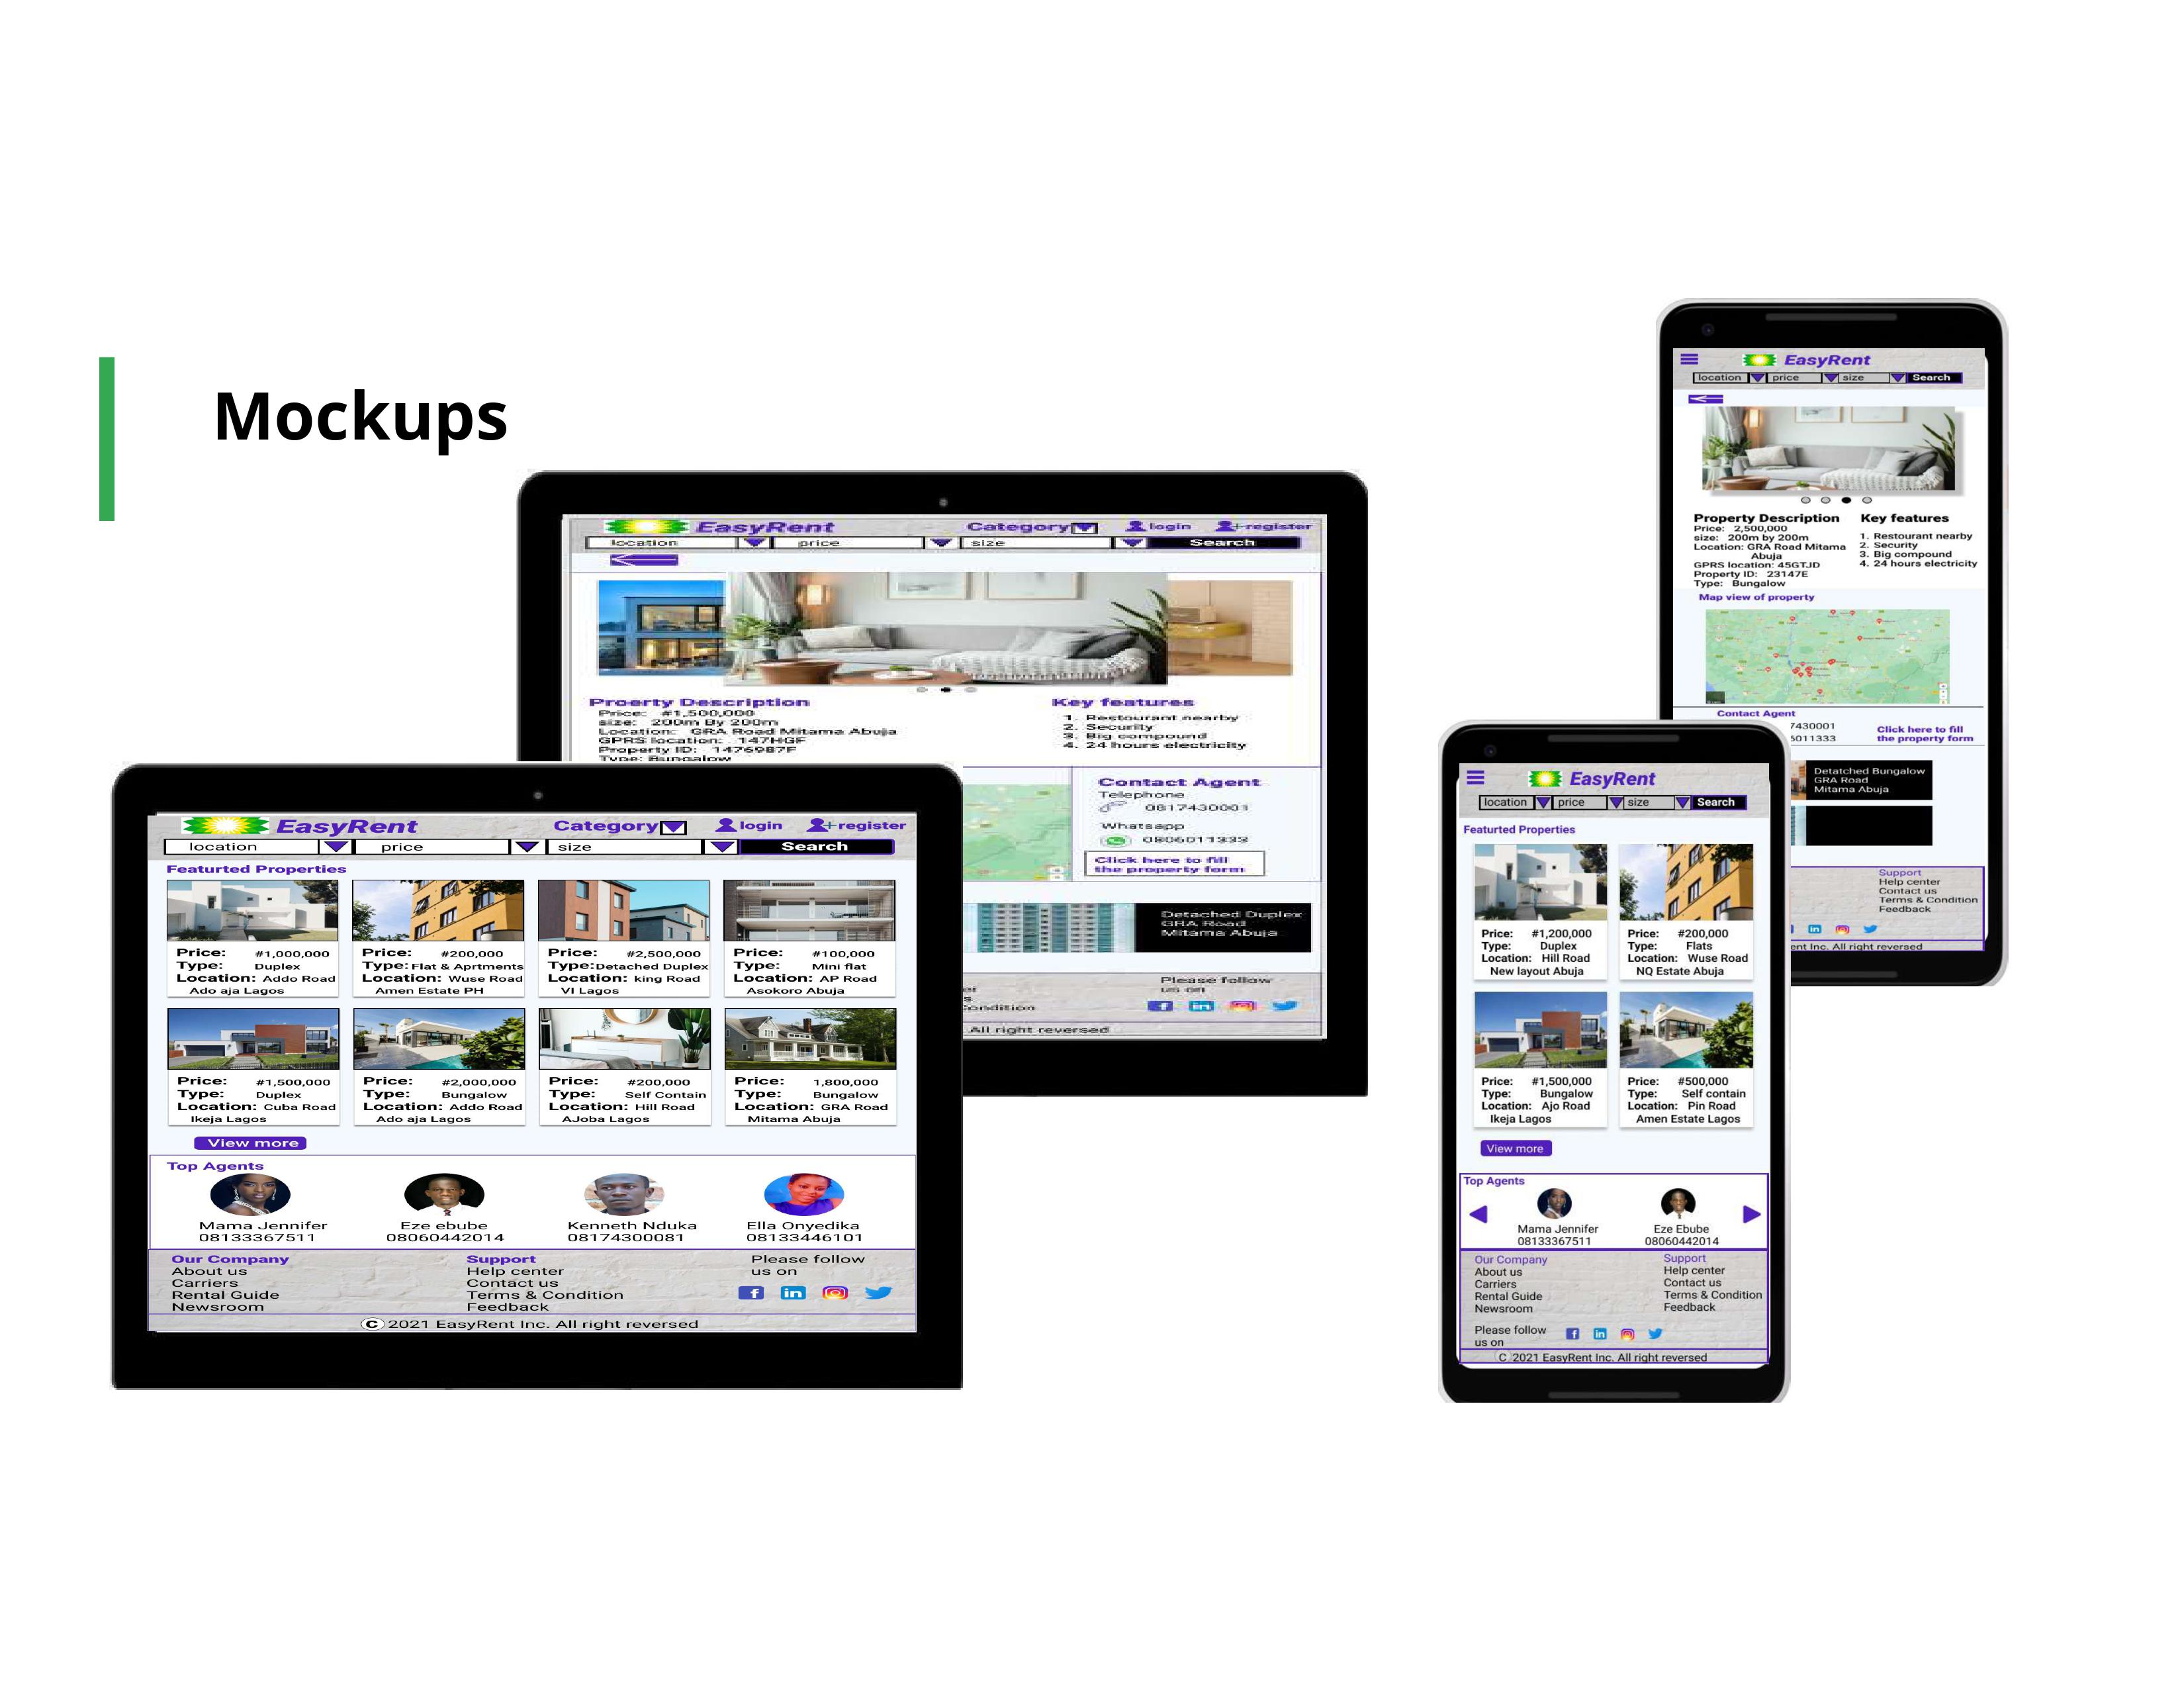 Mockups
EasyRent
Category
login
register
location
price
size
Search
Proerty Description
Price: #1,500,000
size: 200m By 200m
Location: GRA Road Mitama Abuja
GPRS location: 147HGF
Property ID: 1476987F
Type: Bungalow
Key features
1. Restourant nearby
2. Security
3. Big compound
4. 24 hours electricity
Contact Agent
Telephone
0817430001
Whatsapp
0806011333
Click here to fill
the property form
Detached Duplex
GRA Road
Mitama Abuja
Please follow
us on
ondition
All right reversed
EasyRent
Category
login
register
location
price
size
Search
Featurted Properties
Price: #1,000,000
Type: Duplex
Location: Addo Road
Ado aja Lagos
Price: #200,000
Type: Flat & Aprtments
Location: Wuse Road
Amen Estate PH
Price: #2,500,000
Type: Detached Duplex
Location: king Road
VI Lagos
Price: #100,000
Type: Mini flat
Location: AP Road
Asokoro Abuja
Price: #1,500,000
Type: Duplex
Location: Cuba Road
Ikeja Lagos
Price: #2,000,000
Type: Bungalow
Location: Addo Road
Ado aja Lagos
Price: #200,000
Type: Self Contain
Location: Hill Road
AJoba Lagos
Price: 1,800,000
Type: Bungalow
Location: GRA Road
Mitama Abuja
View more
Top Agents
Mama Jennifer
08133367511
Eze ebube
08060442014
Kenneth Nduka
08174300081
Ella Onyedika
08133446101
Our Company
About us
Carriers
Rental Guide
Newsroom
Support
Help center
Contact us
Terms & Condition
Feedback
Please follow
us on
C 2021 EasyRent Inc. All right reversed
EasyRent
location
price
size
Search
Property Description
Price: 2,500,000
size: 200m by 200m
Location: GRA Road Mitama
Abuja
GPRS location: 45GTJD
Property ID: 23147E
Type: Bungalow
Key features
1. Restourant nearby
2. Security
3. Big compound
4. 24 hours electricity
Map view of property
Contact Agent
7430001
6011333
Click here to fill
the property form
Detatched Bungalow
GRA Road
Mitama Abuja
Support
Help center
Contact us
Terms & Condition
Feedback
ent Inc. All right reversed
EasyRent
location
price
size
Search
Featurted Properties
Price: #1,200,000
Type: Duplex
Location: Hill Road
New layout Abuja
Price: #200,000
Type: Flats
Location: Wuse Road
NQ Estate Abuja
Price: #1,500,000
Type: Bungalow
Location: Ajo Road
Ikeja Lagos
Price: #500,000
Type: Self contain
Location: Pin Road
Amen Estate Lagos
View more
Top Agents
Mama Jennifer
08133367511
Eze Ebube
08060442014
Our Company
About us
Carriers
Rental Guide
Newsroom
Support
Help center
Contact us
Terms & Condition
Feedback
Please follow
us on
C 2021 EasyRent Inc. All right reversed